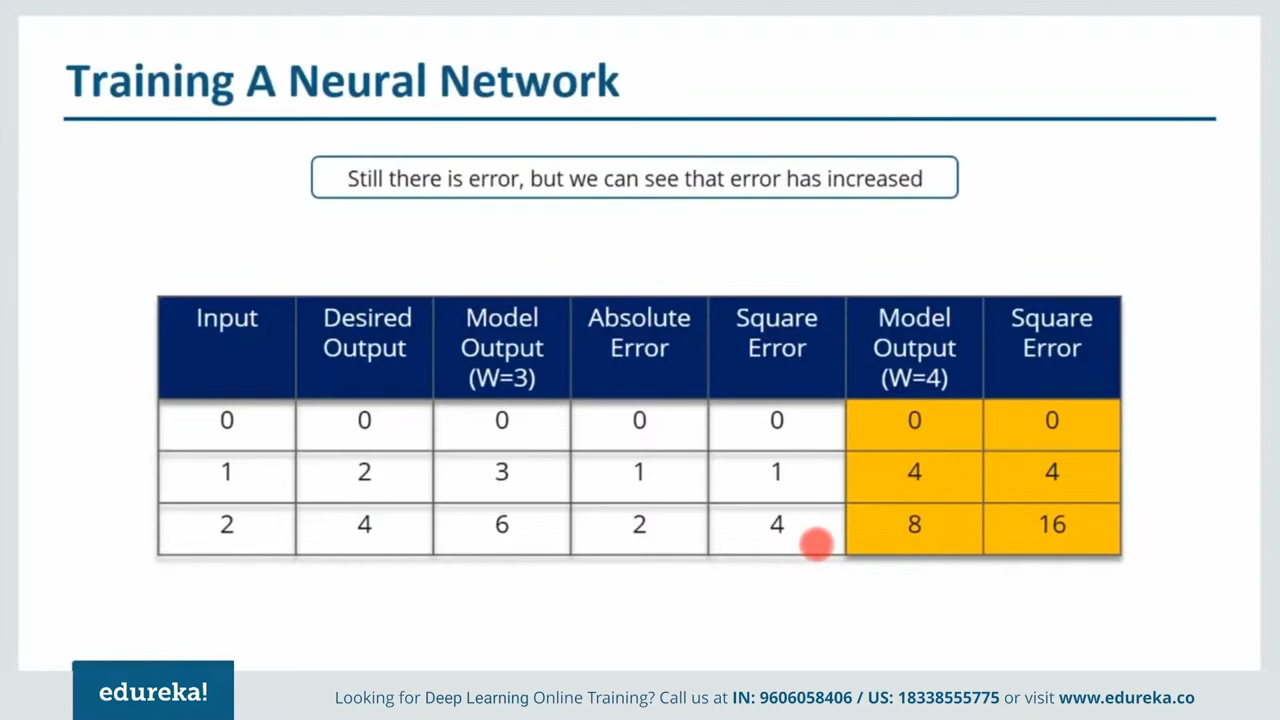 Training A Neural Network
Still there is error, but we can see that error has increased
Input Desired Output Model Output (W=3) Absolute Error Square Error Model Output (W=4) Square Error
0 0 0 0 0 0 0
1 2 3 1 1 4 4
2 4 6 2 4 8 16
edureka!
Looking for Deep Learning Online Training? Call us at IN: 9606058406 / US: 18338555775 or visit www.edureka.co